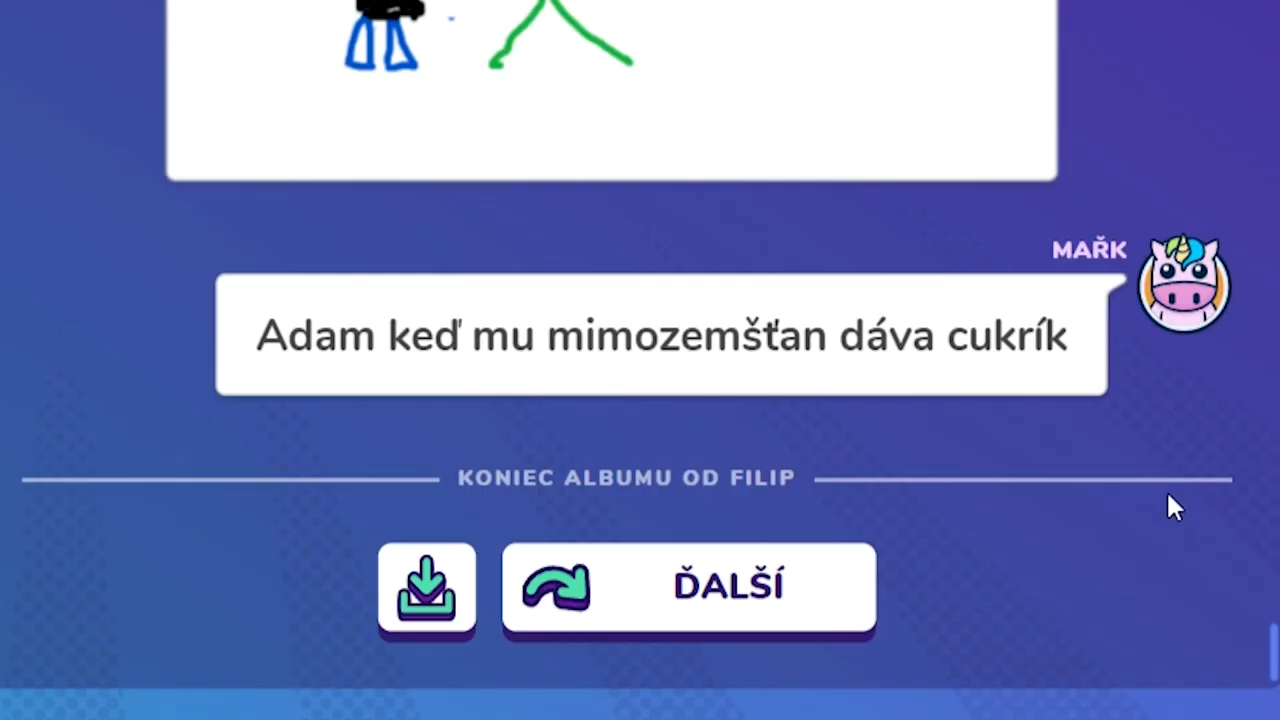 MAŘK
Adam keď mu mimozemšťan dáva cukrík
KONIEC ALBUMU OD FILIP
ĎALŠÍ